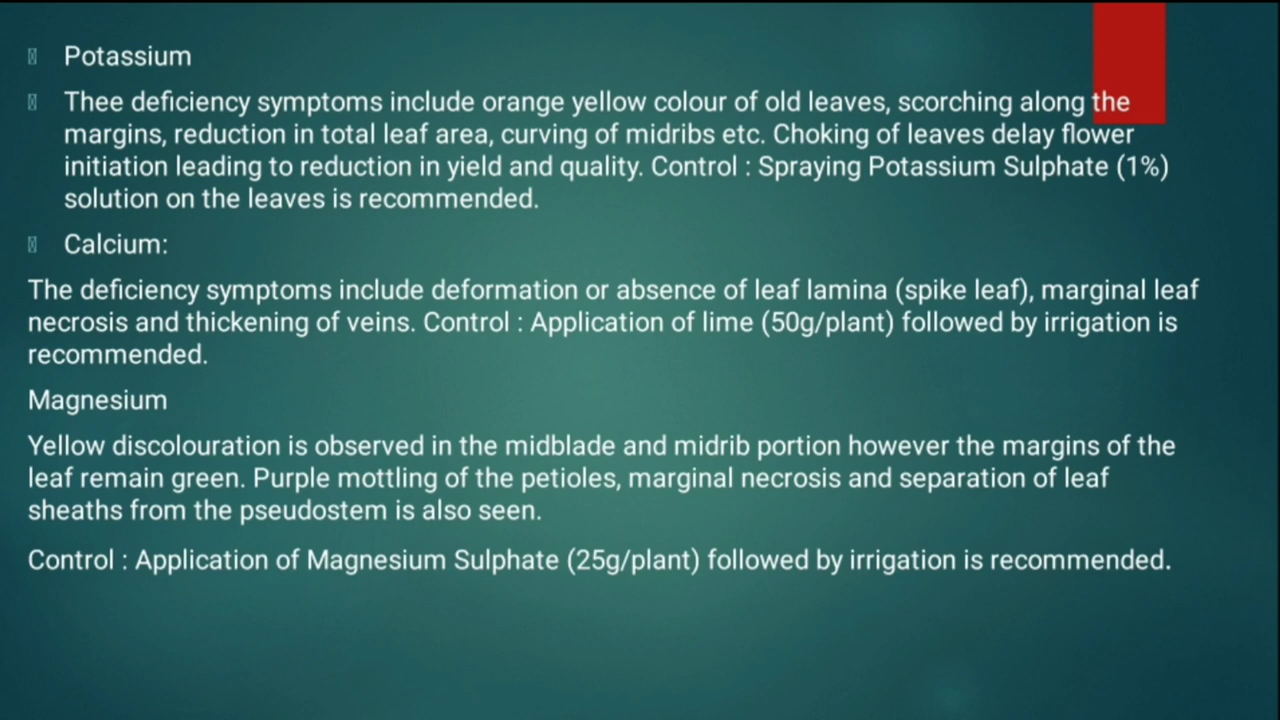 Potassium
Thee deficiency symptoms include orange yellow colour of old leaves, scorching along the
margins, reduction in total leaf area, curving of midribs etc. Choking of leaves delay flower
initiation leading to reduction in yield and quality. Control : Spraying Potassium Sulphate (1%)
solution on the leaves is recommended.
Calcium:
The deficiency symptoms include deformation or absence of leaf lamina (spike leaf), marginal leaf
necrosis and thickening of veins. Control : Application of lime (50g/plant) followed by irrigation is
recommended.
Magnesium
Yellow discolouration is observed in the midblade and midrib portion however the margins of the
leaf remain green. Purple mottling of the petioles, marginal necrosis and separation of leaf
sheaths from the pseudostem is also seen.
Control : Application of Magnesium Sulphate (25g/plant) followed by irrigation is recommended.